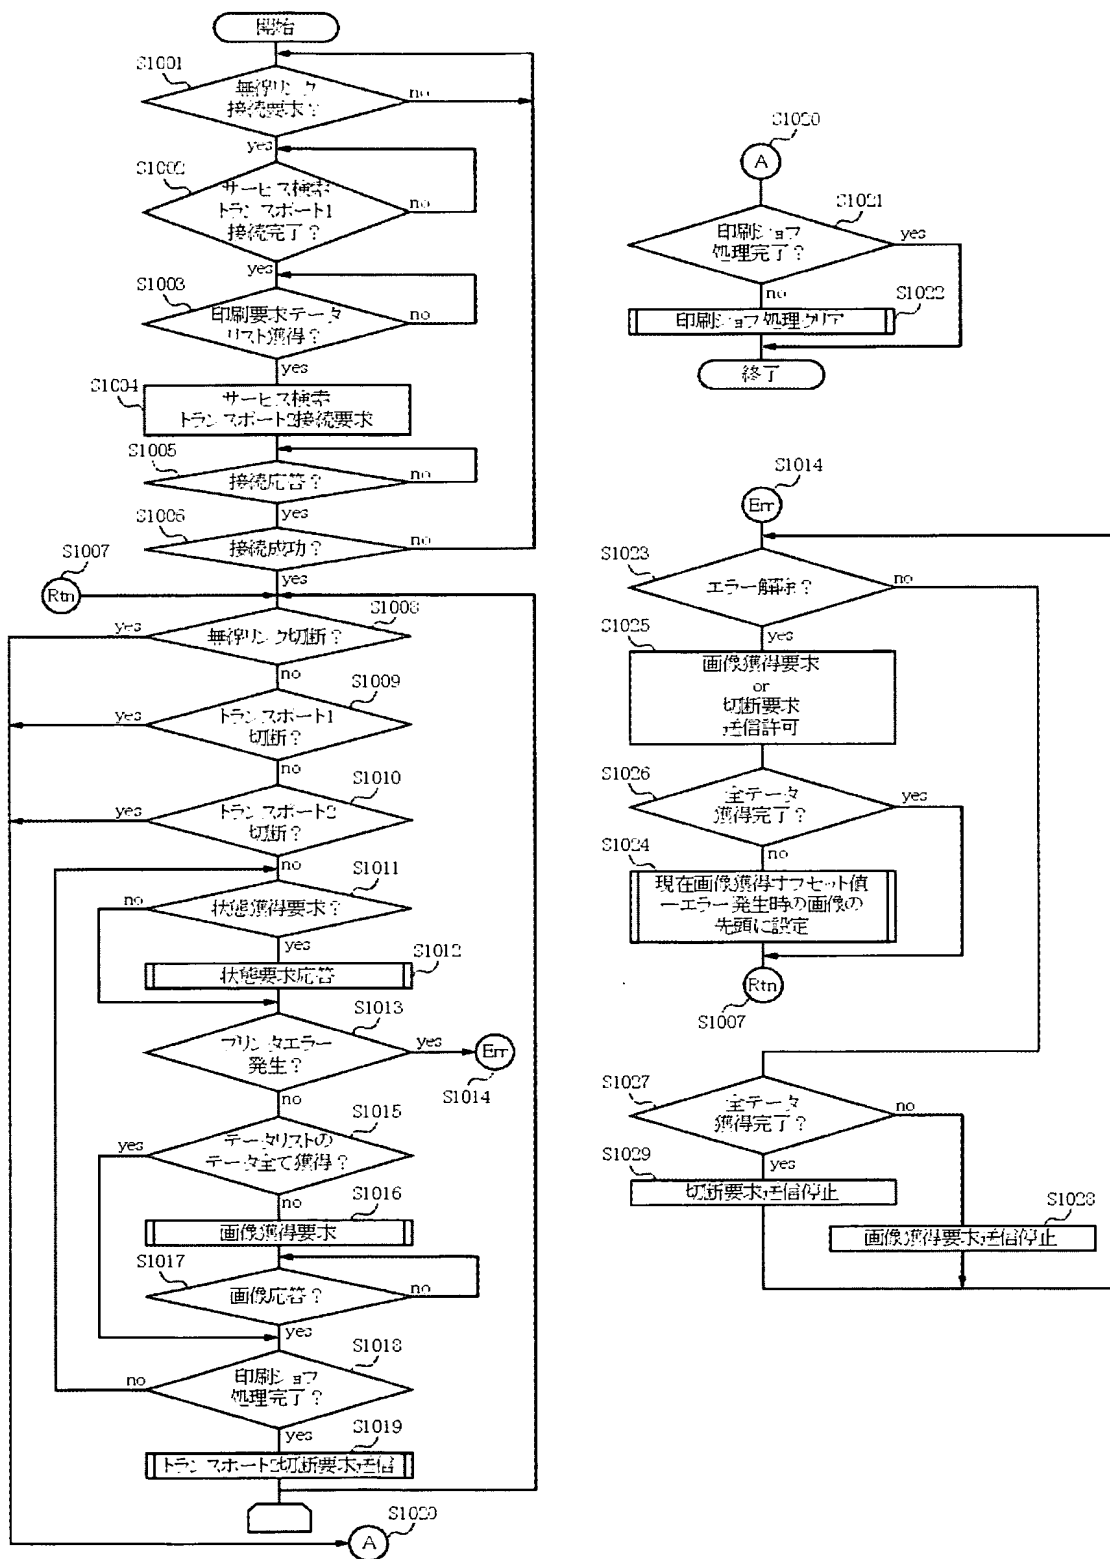 開始
S1001
無線リンク
接続要求?
no
yes
S1002
サービス検索
トランスポート1
接続完了?
no
yes
S1003
印刷要求データ
リスト獲得?
no
yes
S1004
サービス検索
トランスポート2接続要求
S1005
接続応答?
no
yes
S1006
接続成功?
no
S1007
Rtn
yes
S1008
無線リンク切断?
yes
no
S1009
トランスポート1
切断?
yes
no
S1010
トランスポート2
切断?
yes
no
S1011
状態獲得要求?
no
yes
S1012
状態要求応答
S1013
プリンタエラー
発生?
yes
Err
S1014
no
S1015
データリストの
データ全て獲得?
yes
no
S1016
画像獲得要求
S1017
画像応答?
no
yes
S1018
印刷ジョブ
処理完了?
no
yes
S1019
トランスポート2切断要求送信
S1020
A
S1020
A
S1021
印刷ジョブ
処理完了?
yes
no
S1022
印刷ジョブ処理クリア
終了
S1014
Err
S1023
エラー解除?
no
yes
S1025
画像獲得要求
or
切断要求
送信許可
S1026
全データ
獲得完了?
yes
no
S1024
現在画像獲得オフセット値
ーエラー発生時の画像の
先頭に設定
Rtn
S1007
S1027
全データ
獲得完了?
no
yes
S1029
切断要求送信停止
S1028
画像獲得要求送信停止